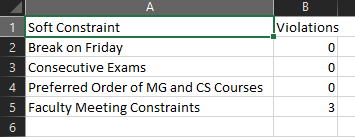 A B
1 Soft Constraint Violations
2 Break on Friday 0
3 Consecutive Exams 0
4 Preferred Order of MG and CS Courses 0
5 Faculty Meeting Constraints 3
6